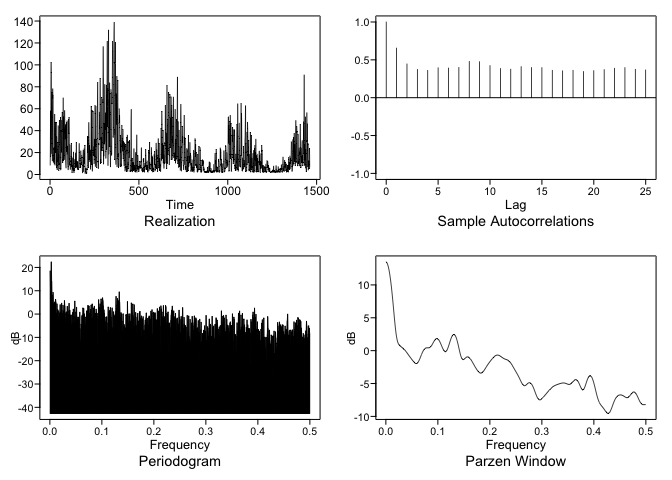 140
120
100
80
60
40
20
0
0 500 1000 1500
Time
Realization
1.0
0.5
0.0
-0.5
-1.0
0 5 10 15 20 25
Lag
Sample Autocorrelations
20
10
0
-10
-20
-30
-40
dB
0.0 0.1 0.2 0.3 0.4 0.5
Frequency
Periodogram
10
5
0
-5
-10
dB
0.0 0.1 0.2 0.3 0.4 0.5
Frequency
Parzen Window